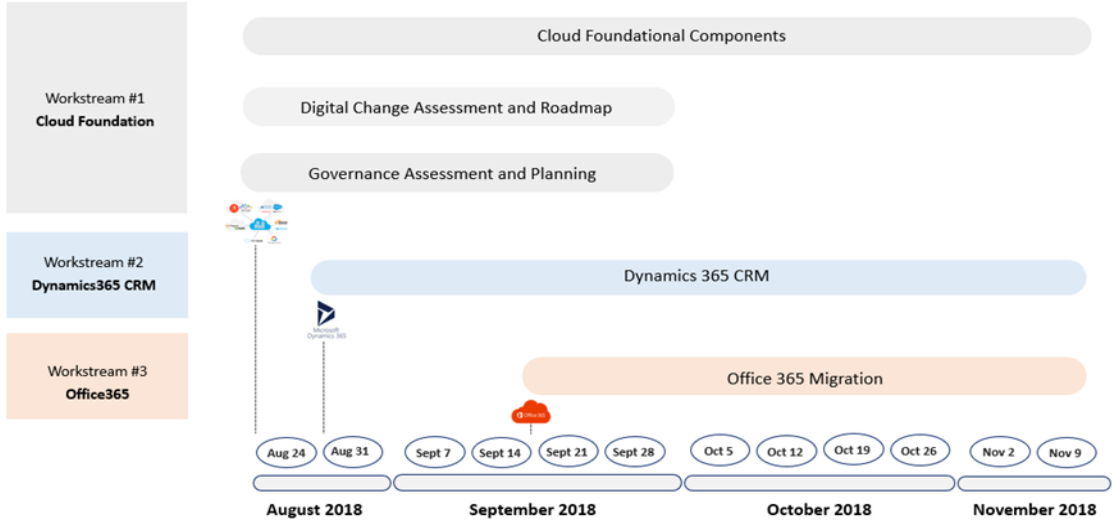 Cloud Foundational Components
Workstream #1
Cloud Foundation
Digital Change Assessment and Roadmap
Governance Assessment and Planning
Workstream #2
Dynamics365 CRM
Dynamics 365 CRM
Microsoft
Dynamics 365
Workstream #3
Office365
Office 365 Migration
Office 365
Aug 24
Aug 31
Sept 7
Sept 14
Sept 21
Sept 28
Oct 5
Oct 12
Oct 19
Oct 26
Nov 2
Nov 9
August 2018
September 2018
October 2018
November 2018